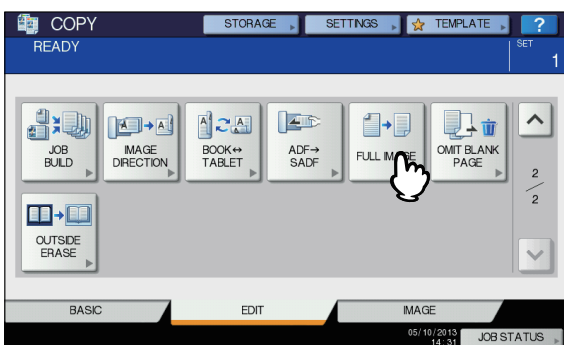 COPY
STORAGE
SETTINGS
TEMPLATE
?
READY
SET
1
JOB
BUILD
IMAGE
DIRECTION
BOOK↔
TABLET
ADF→
SADF
FULL IMAGE
OMIT BLANK
PAGE
2
2
OUTSIDE
ERASE
BASIC
EDIT
IMAGE
05/10/2013
14:31
JOB STATUS